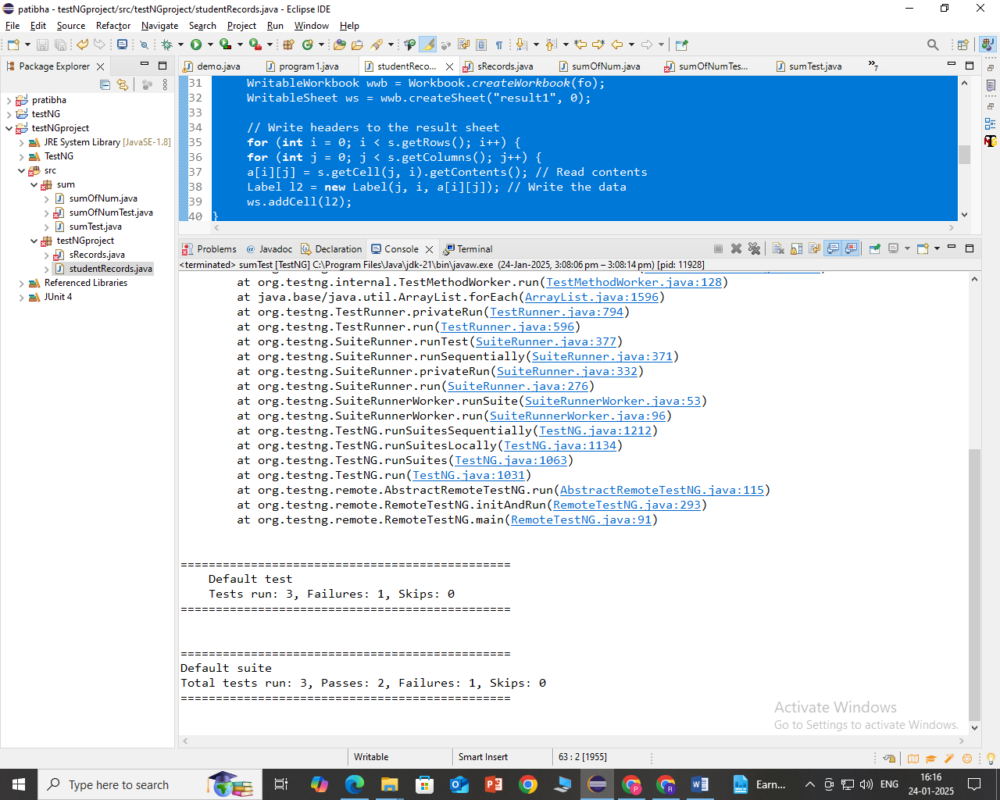 patibha - testNGproject/src/testNGproject/studentRecords.java - Eclipse IDE
File Edit Source Refactor Navigate Search Project Run Window Help
Package Explorer
demo.java
program1.java
studentReco...
sRecords.java
sumOfNum.java
sumOfNumTes...
sumTest.java
»7
pratibha
testNG
testNGproject
JRE System Library [JavaSE-1.8]
TestNG
src
sum
sumOfNum.java
sumOfNumTest.java
sumTest.java
testNGproject
sRecords.java
studentRecords.java
Referenced Libraries
JUnit 4
31 WritableWorkbook wwb = Workbook.createWorkbook(fo);
32 WritableSheet ws = wwb.createSheet("result1", 0);
33
34 // Write headers to the result sheet
35 for (int i = 0; i < s.getRows(); i++) {
36 for (int j = 0; j < s.getColumns(); j++) {
37 a[i][j] = s.getCell(j, i).getContents(); // Read contents
38 Label l2 = new Label(j, i, a[i][j]); // Write the data
39 ws.addCell(l2);
40 }
Problems @ Javadoc Declaration Console Terminal
<terminated> sumTest [TestNG] C:\Program Files\Java\jdk-21\bin\javaw.exe (24-Jan-2025, 3:08:06 pm – 3:08:14 pm) [pid: 11928]
at org.testng.internal.TestMethodWorker.run(TestMethodWorker.java:128)
at java.base/java.util.ArrayList.forEach(ArrayList.java:1596)
at org.testng.TestRunner.privateRun(TestRunner.java:794)
at org.testng.TestRunner.run(TestRunner.java:596)
at org.testng.SuiteRunner.runTest(SuiteRunner.java:377)
at org.testng.SuiteRunner.runSequentially(SuiteRunner.java:371)
at org.testng.SuiteRunner.privateRun(SuiteRunner.java:332)
at org.testng.SuiteRunner.run(SuiteRunner.java:276)
at org.testng.SuiteRunnerWorker.runSuite(SuiteRunnerWorker.java:53)
at org.testng.SuiteRunnerWorker.run(SuiteRunnerWorker.java:96)
at org.testng.TestNG.runSuitesSequentially(TestNG.java:1212)
at org.testng.TestNG.runSuitesLocally(TestNG.java:1134)
at org.testng.TestNG.runSuites(TestNG.java:1063)
at org.testng.TestNG.run(TestNG.java:1031)
at org.testng.remote.AbstractRemoteTestNG.run(AbstractRemoteTestNG.java:115)
at org.testng.remote.RemoteTestNG.initAndRun(RemoteTestNG.java:293)
at org.testng.remote.RemoteTestNG.main(RemoteTestNG.java:91)
===============================================
Default test
Tests run: 3, Failures: 1, Skips: 0
===============================================
===============================================
Default suite
Total tests run: 3, Passes: 2, Failures: 1, Skips: 0
===============================================
Activate Windows
Go to Settings to activate Windows.
Writable Smart Insert 63 : 2 [1955]
Type here to search
Earn...
ENG
16:16
24-01-2025